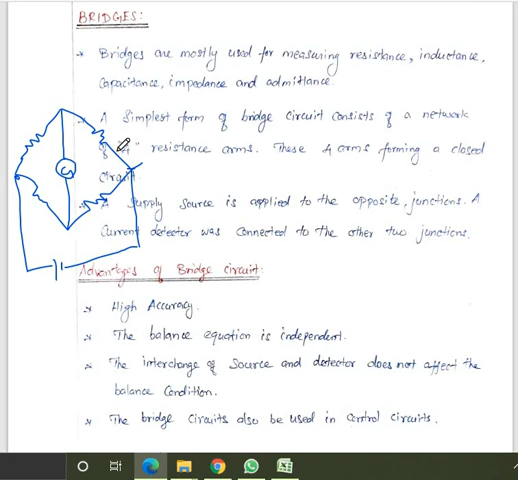 BRIDGES:
* Bridges are mostly used for measuring resistance, inductance,
capacitance, impedance and admittance.
* A Simplest form of bridge circuit consists of a network
of "4" resistance arms. These 4 arms forming a closed
circuit.
* A Supply Source is applied to the opposite junctions. A
current detector was connected to the other two junctions.
G
Advantages of Bridge circuit:
* High Accuracy.
* The balance equation is independent.
* The interchange of source and detector does not affect the
balance condition.
* The bridge circuits also be used in control circuits.